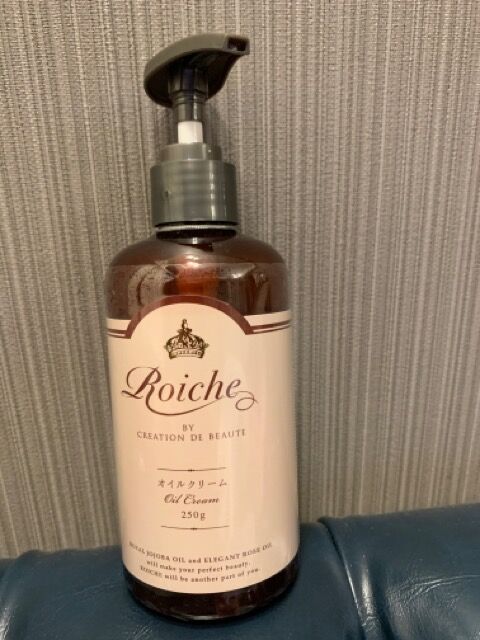 Roiche
BY
CREATION DE BEAUTE
オイルクリーム
Oil Cream
250g
ROYAL JOJOBA OIL and ELEGANT ROSE OIL
will make your perfect beauty.
ROICHE will be another part of you.